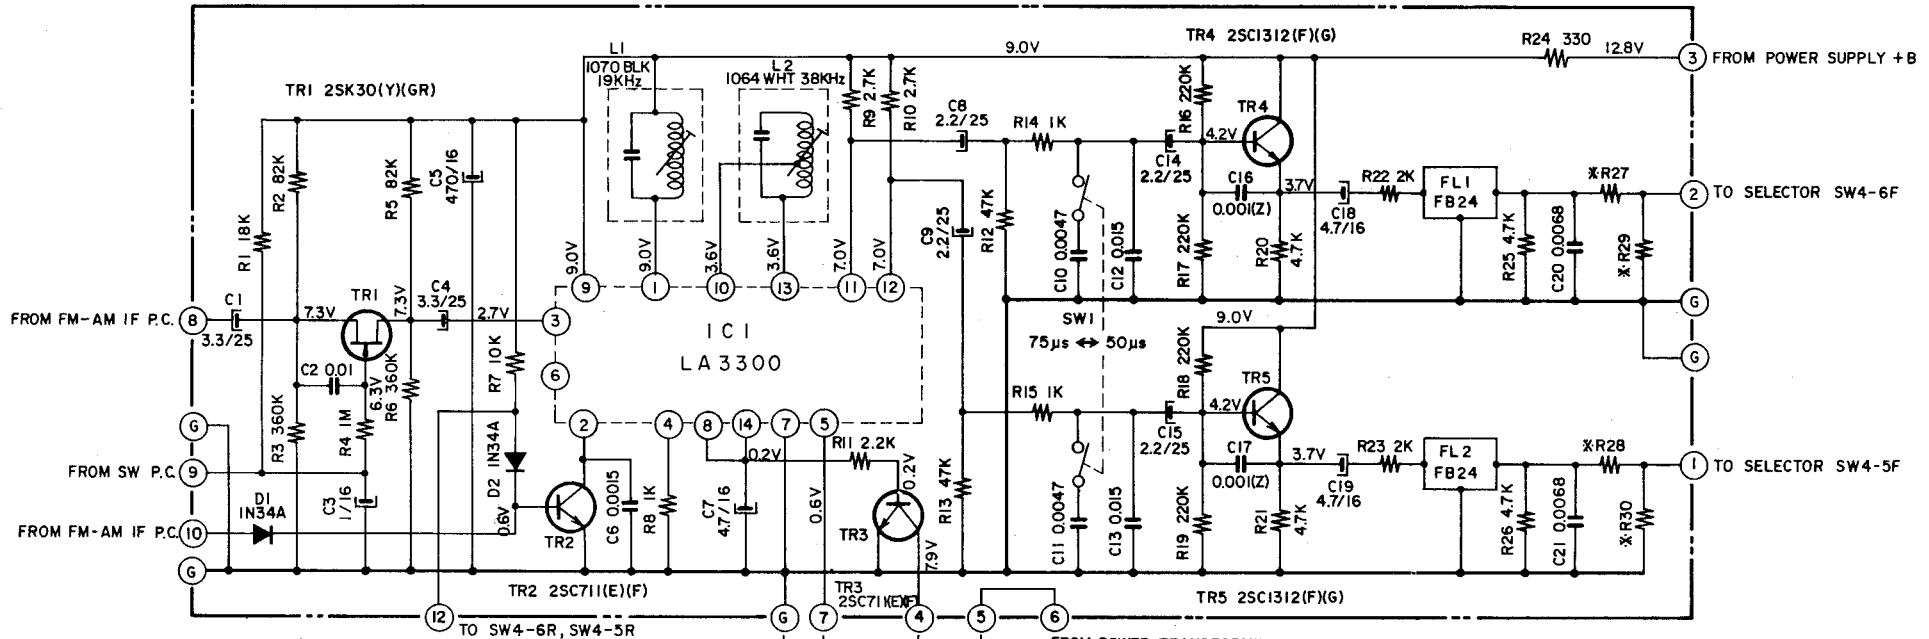 TR4 2SC1312(F)(G)
R24 330
12.8V
3 FROM POWER SUPPLY +B
9.0V
L1
1070 BLK
19KHz
L2
1064 WHT 38KHz
TR1 2SK30(Y)(GR)
R9 2.7K
R10 2.7K
C8
2.2/25
R14 1K
R16 220K
TR4
4.2V
C14
2.2/25
R2 82K
R5 82K
C5
470/16
R1 18K
C16
0.001(Z)
3.7V
C18
4.7/16
R22 2K
FL1
FB24
※R27
2 TO SELECTOR SW4-6F
C9
2.2/25
R12 47K
C10 0.0047
C12 0.015
R17 220K
R20
4.7K
R25 4.7K
C20 0.0068
※R29
9.0V
9.0V
3.6V
3.6V
7.0V
7.0V
9
1
10
13
11
12
FROM FM-AM IF P.C. 8
C1
3.3/25
7.3V
TR1
7.3V
C4
3.3/25
2.7V
3
IC1
LA3300
6
G
SW1
75μs ↔ 50μs
9.0V
G
C2 0.01
6.3V
R6 360K
R7 10K
R3 360K
R4 1M
R18 220K
TR5
4.2V
R15 1K
C15
2.2/25
2
4
8
14
7
5
G
D2 1N34A
0.2V
R11 2.2K
0.2V
C17
0.001(Z)
3.7V
C19
4.7/16
R23 2K
FL2
FB24
※R28
1 TO SELECTOR SW4-5F
FROM SW P.C. 9
D1
1N34A
C3
1/16
FROM FM-AM IF P.C. 10
0.6V
TR2
C6 0.0015
R8 1K
C7
4.7/16
0.6V
TR3
7.9V
R13 47K
C11 0.0047
C13 0.015
R19 220K
R21
4.7K
R26 4.7K
C21 0.0068
※R30
G
TR2 2SC711(E)(F)
TR3
2SC711(E)(F)
TR5 2SC1312(F)(G)
12
TO SW4-6R, SW4-5R
G
7
4
5
6